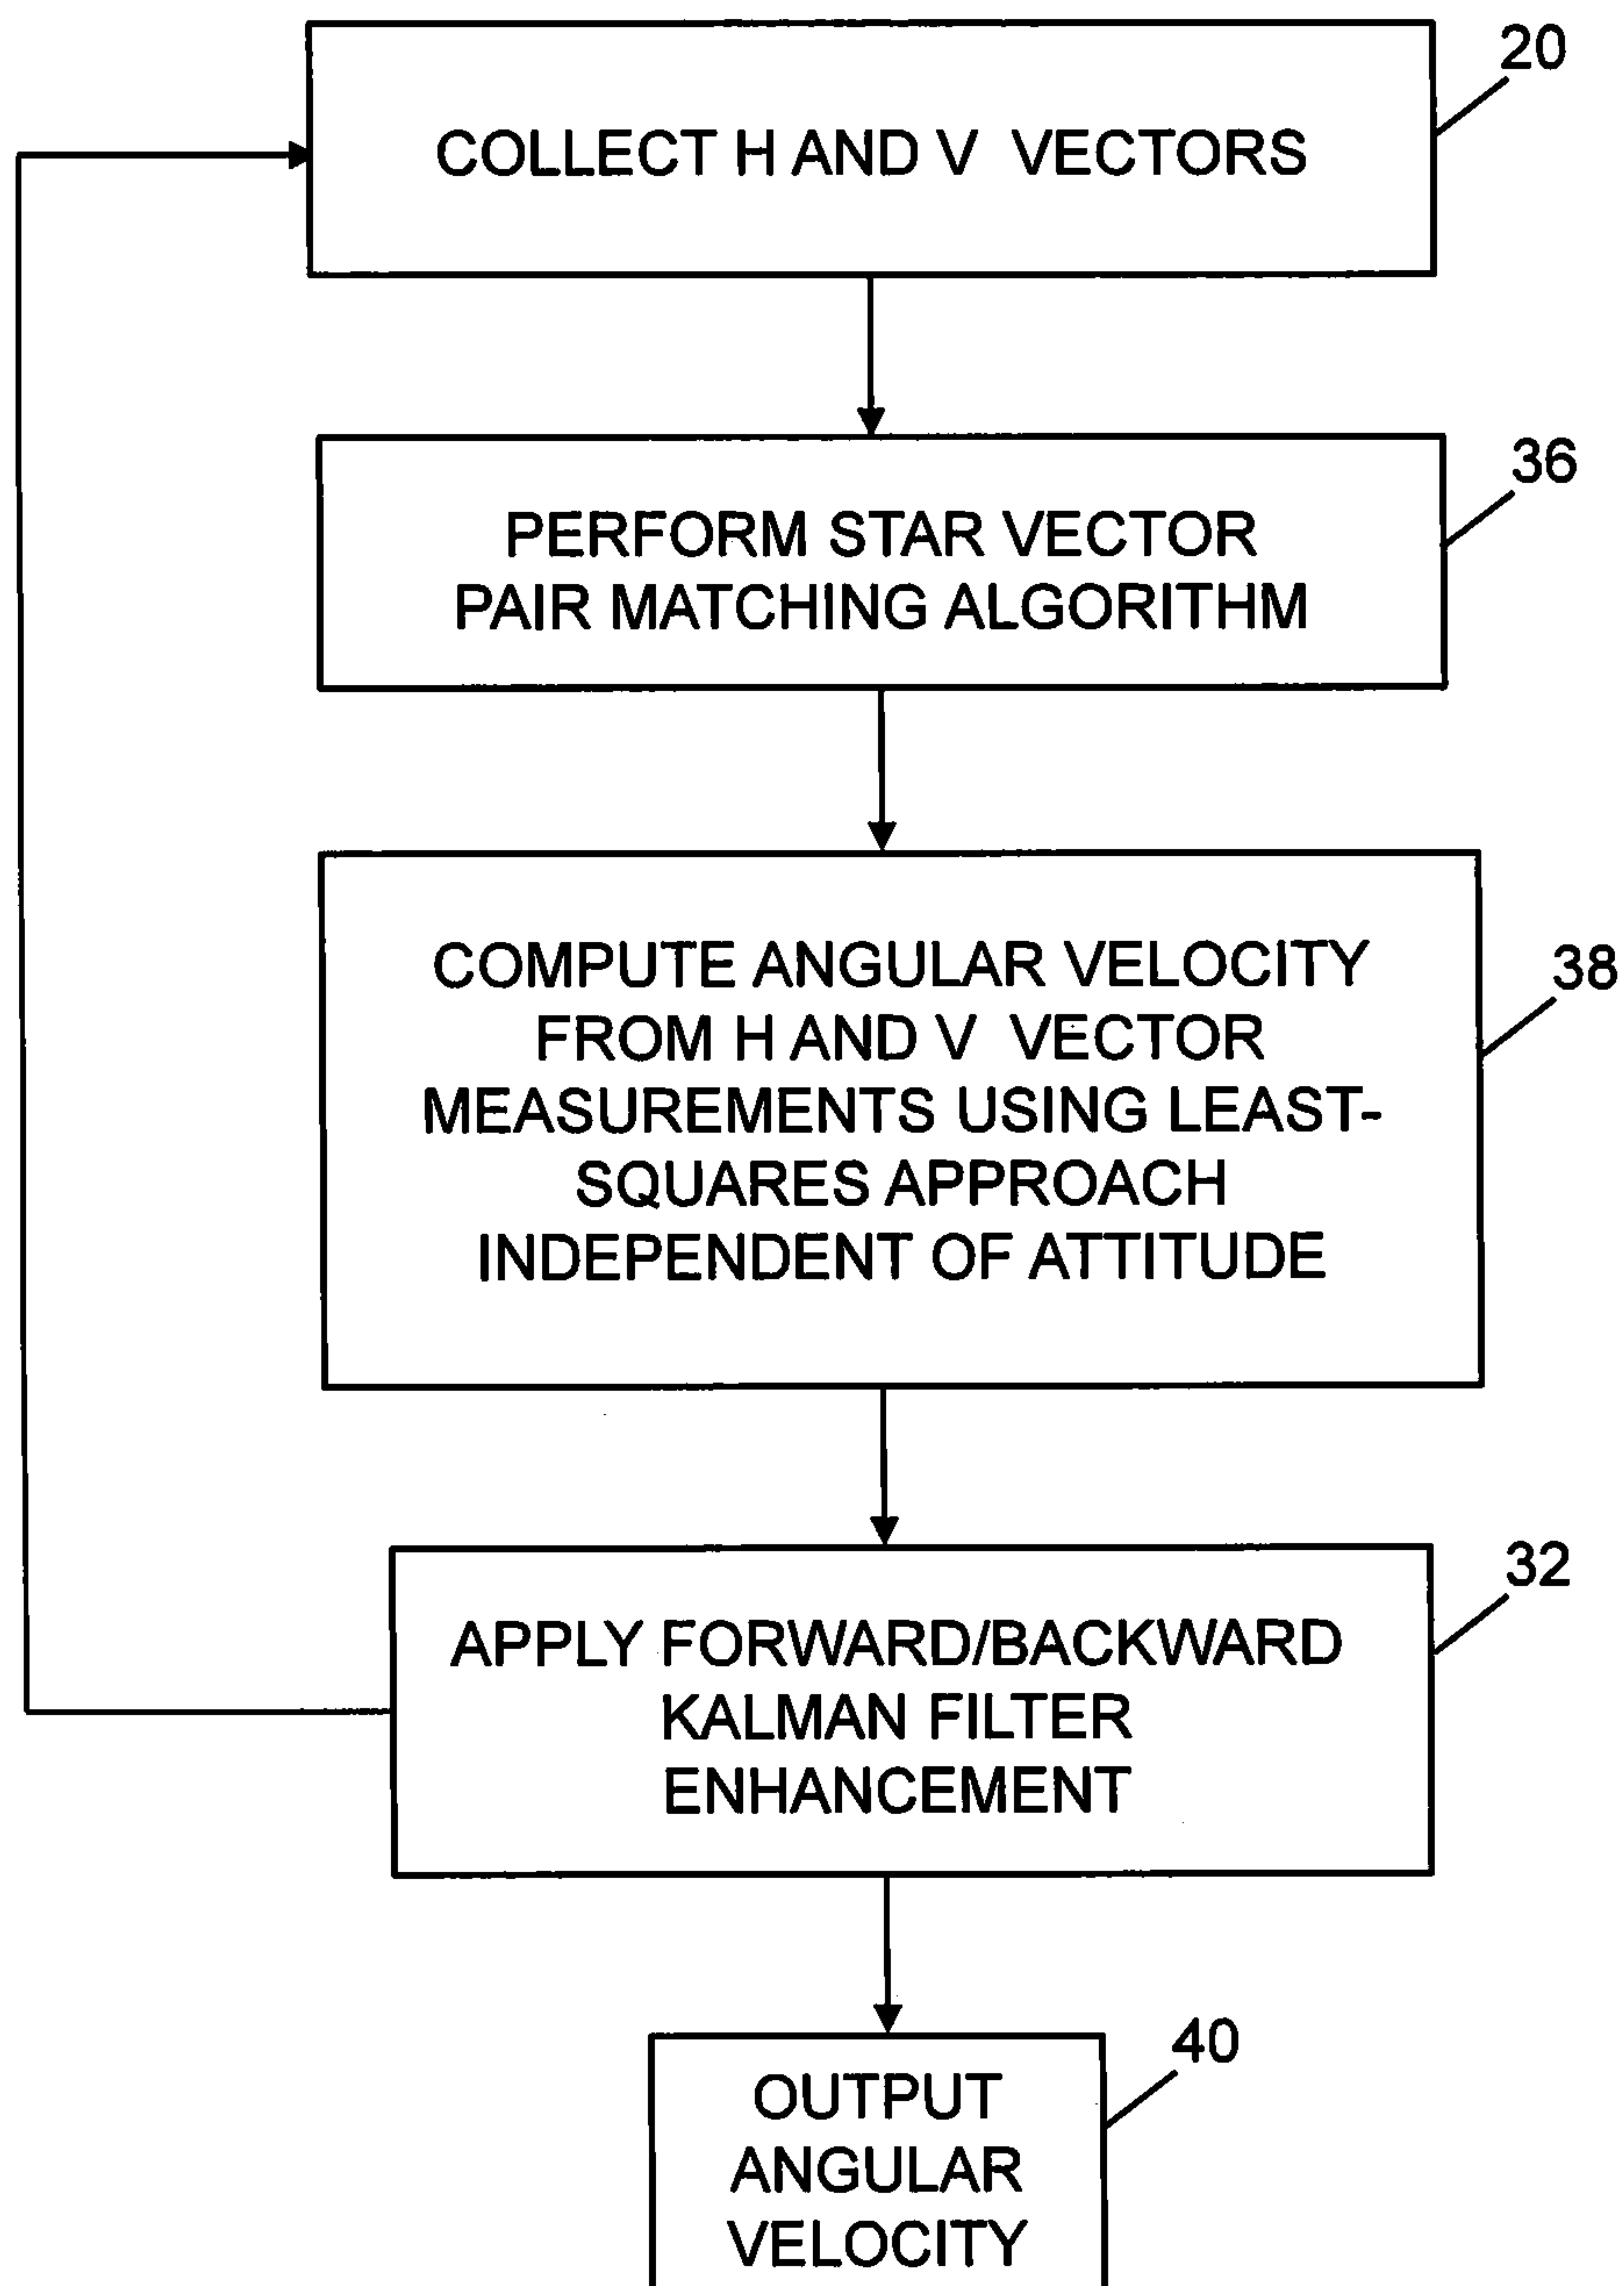 20
COLLECT H AND V VECTORS
36
PERFORM STAR VECTOR
PAIR MATCHING ALGORITHM
38
COMPUTE ANGULAR VELOCITY
FROM H AND V VECTOR
MEASUREMENTS USING LEAST-
SQUARES APPROACH
INDEPENDENT OF ATTITUDE
32
APPLY FORWARD/BACKWARD
KALMAN FILTER
ENHANCEMENT
40
OUTPUT
ANGULAR
VELOCITY